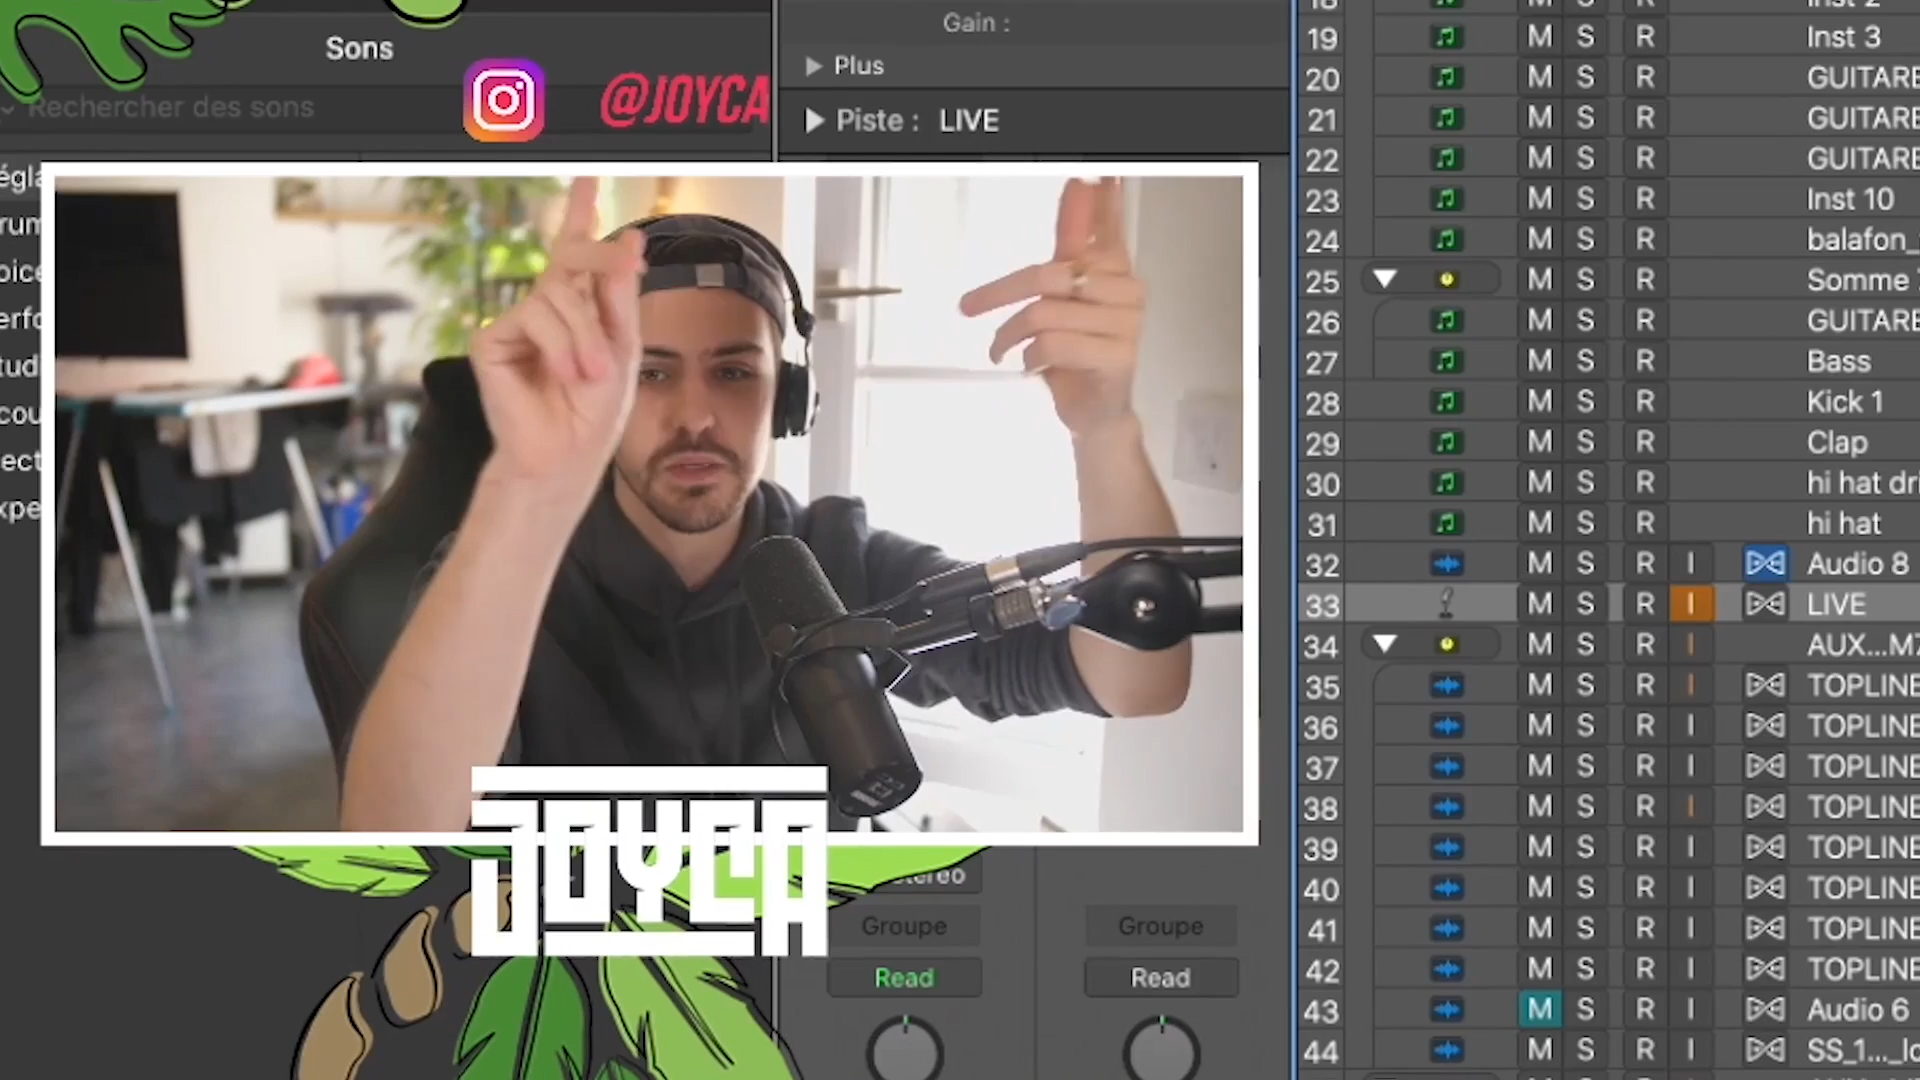 Sons
Rechercher des sons
@JOYCA
Gain :
Plus
Piste : LIVE
JOYCA
Groupe
Read
Groupe
Read
19 M S R Inst 3
20 M S R GUITARE
21 M S R GUITARE
22 M S R GUITARE
23 M S R Inst 10
24 M S R balafon_
25 M S R Somme
26 M S R GUITARE
27 M S R Bass
28 M S R Kick 1
29 M S R Clap
30 M S R hi hat dri
31 M S R hi hat
32 M S R I Audio 8
33 M S R I LIVE
34 M S R I AUX...M7
35 M S R I TOPLINE
36 M S R I TOPLINE
37 M S R I TOPLINE
38 M S R I TOPLINE
39 M S R I TOPLINE
40 M S R I TOPLINE
41 M S R I TOPLINE
42 M S R I TOPLINE
43 M S R I Audio 6
44 M S R I SS_1..._lo